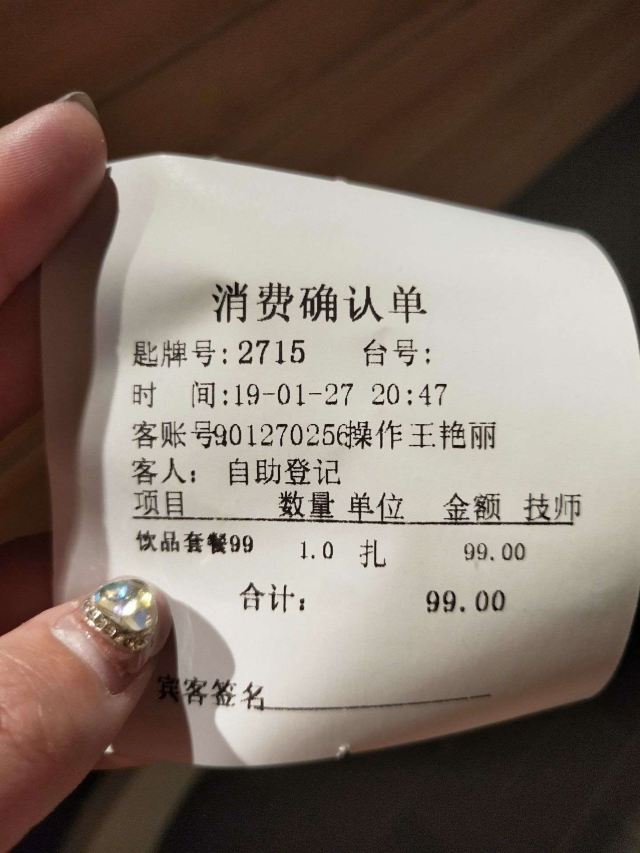 消费确认单
匙牌号:2715 台号:
时 间:19-01-27 20:47
客账号:901270256操作 王艳丽
客人: 自助登记
项目 数量 单位 金额 技师
饮品套餐99 1.0 扎 99.00
合计: 99.00
宾客签名